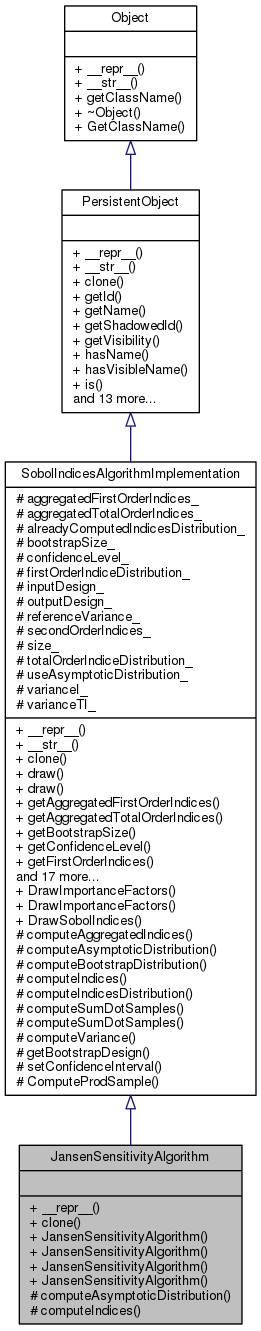 Object
+ __repr__()
+ __str__()
+ getClassName()
+ ~Object()
+ GetClassName()
PersistentObject
+ __repr__()
+ __str__()
+ clone()
+ getId()
+ getName()
+ getShadowedId()
+ getVisibility()
+ hasName()
+ hasVisibleName()
+ is()
and 13 more...
SobolIndicesAlgorithmImplementation
# aggregatedFirstOrderIndices_
# aggregatedTotalOrderIndices_
# alreadyComputedIndicesDistribution_
# bootstrapSize_
# confidenceLevel_
# firstOrderIndiceDistribution_
# inputDesign_
# outputDesign_
# referenceVariance_
# secondOrderIndices_
# size_
# totalOrderIndiceDistribution_
# useAsymptoticDistribution_
# varianceI_
# varianceTI_
+ __repr__()
+ __str__()
+ clone()
+ draw()
+ draw()
+ getAggregatedFirstOrderIndices()
+ getAggregatedTotalOrderIndices()
+ getBootstrapSize()
+ getConfidenceLevel()
+ getFirstOrderIndices()
and 17 more...
+ DrawImportanceFactors()
+ DrawImportanceFactors()
+ DrawSobolIndices()
# computeAggregatedIndices()
# computeAsymptoticDistribution()
# computeBootstrapDistribution()
# computeIndices()
# computeIndicesDistribution()
# computeSumDotSamples()
# computeSumDotSamples()
# computeVariance()
# getBootstrapDesign()
# setConfidenceInterval()
# ComputeProdSample()
JansenSensitivityAlgorithm
+ __repr__()
+ clone()
+ JansenSensitivityAlgorithm()
+ JansenSensitivityAlgorithm()
+ JansenSensitivityAlgorithm()
+ JansenSensitivityAlgorithm()
# computeAsymptoticDistribution()
# computeIndices()